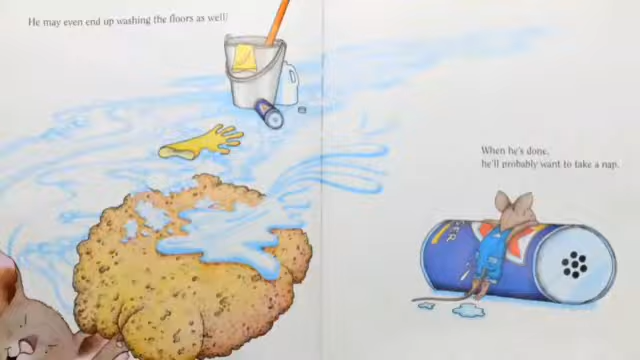 He may even end up washing the floors as well!
When he's done,
he'll probably want to take a nap.